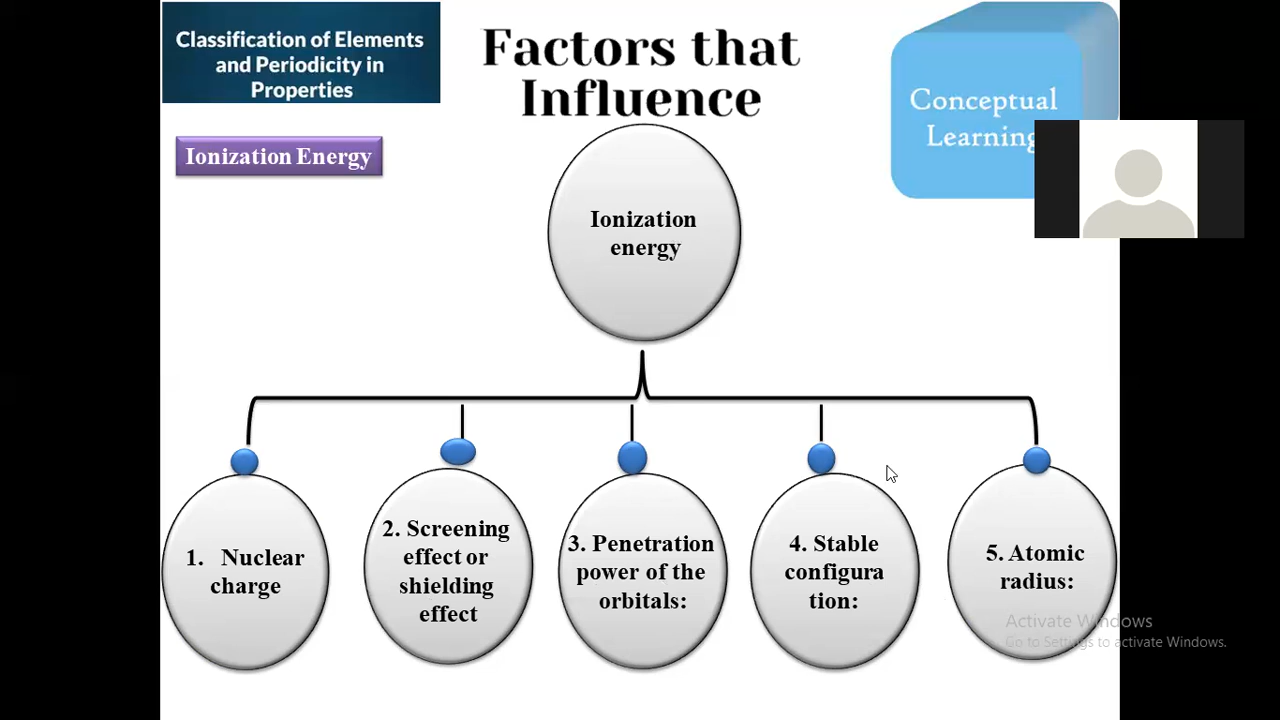 Classification of Elements
and Periodicity in
Properties
Factors that
Influence
Conceptual
Learning
Ionization Energy
Ionization
energy
1. Nuclear
charge
2. Screening
effect or
shielding
effect
3. Penetration
power of the
orbitals:
4. Stable
configura
tion:
5. Atomic
radius:
Activate Windows
Go to Settings to activate Windows.